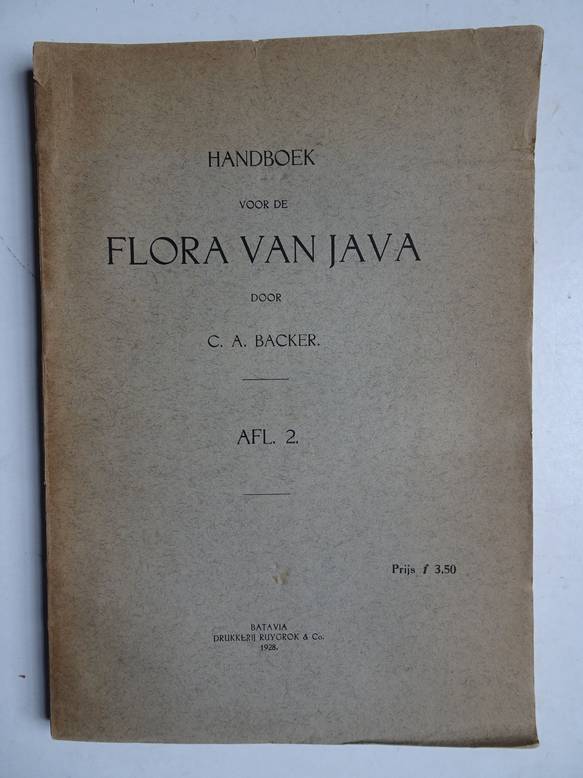 HANDBOEK
VOOR DE
FLORA VAN JAVA
DOOR
C. A. BACKER.
AFL. 2.
Prijs f 3.50
BATAVIA
DRUKKERIJ RUYGROK & Co.
1928.